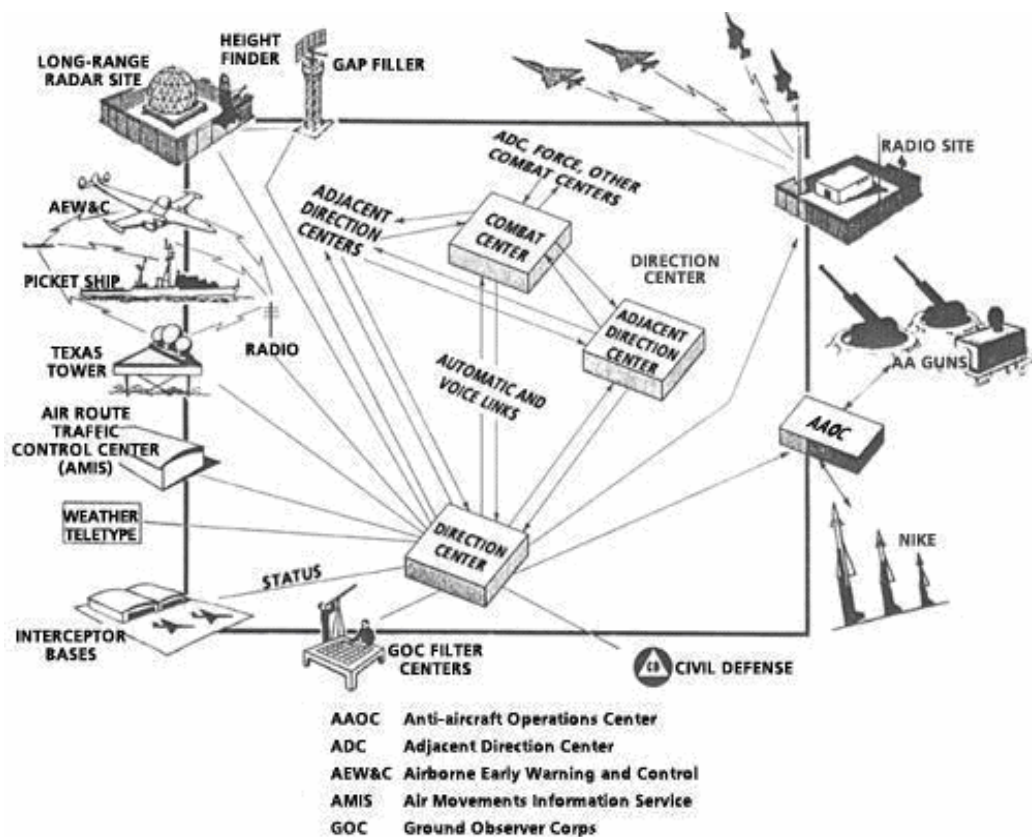 LONG-RANGE
RADAR SITE
HEIGHT
FINDER
GAP FILLER
ADC, FORCE, OTHER
COMBAT CENTERS
RADIO SITE
AEW&C
ADJACENT
DIRECTION
CENTERS
COMBAT
CENTER
DIRECTION
CENTER
PICKET SHIP
RADIO
ADJACENT
DIRECTION
CENTER
TEXAS
TOWER
AUTOMATIC AND
VOICE LINKS
AA GUNS
AIR ROUTE
TRAFFIC
CONTROL CENTER
(AMIS)
AAOC
WEATHER
TELETYPE
DIRECTION
CENTER
NIKE
STATUS
INTERCEPTOR
BASES
GOC FILTER
CENTERS
CD
CIVIL DEFENSE
AAOC Anti-aircraft Operations Center
ADC Adjacent Direction Center
AEW&C Airborne Early Warning and Control
AMIS Air Movements Information Service
GOC Ground Observer Corps